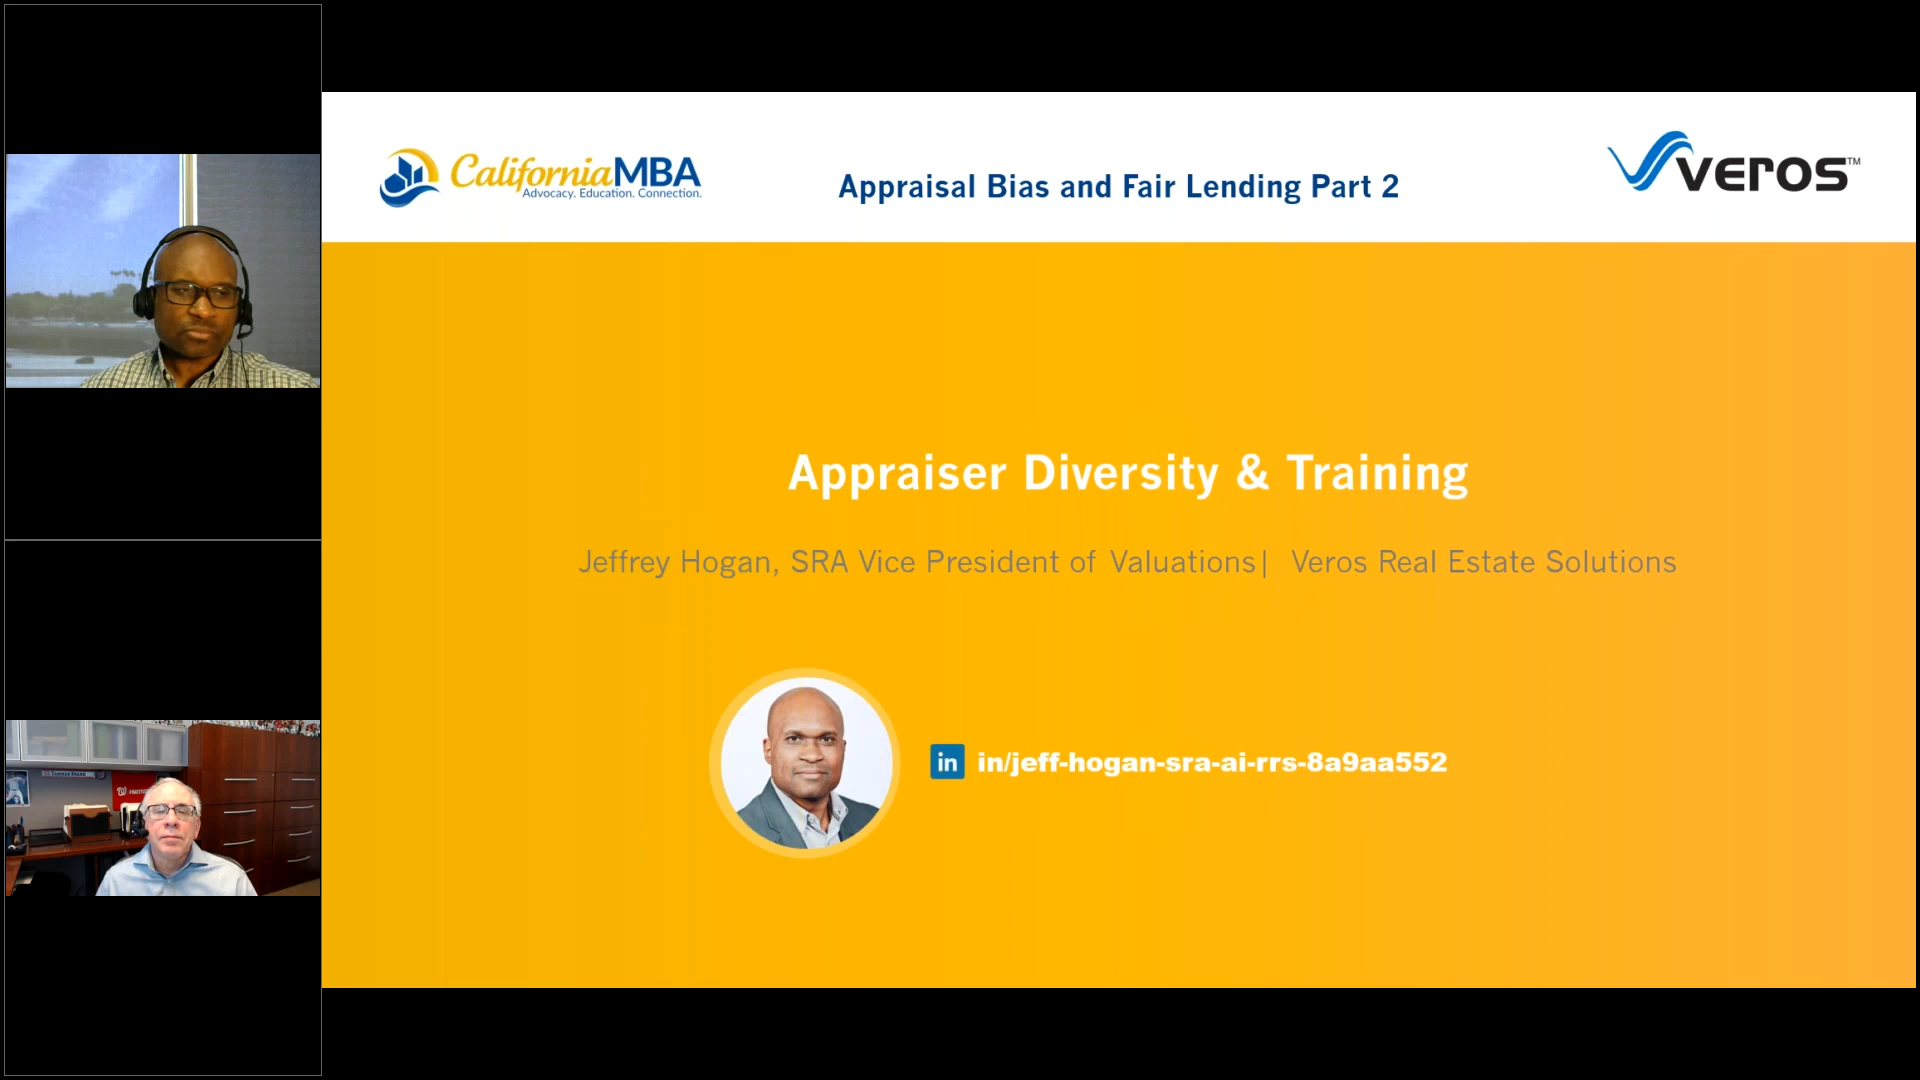 CaliforniaMBA
Advocacy. Education. Connection.
Appraisal Bias and Fair Lending Part 2
VEROS™
Appraiser Diversity & Training
Jeffrey Hogan, SRA Vice President of Valuations| Veros Real Estate Solutions
in in/jeff-hogan-sra-ai-rrs-8a9aa552